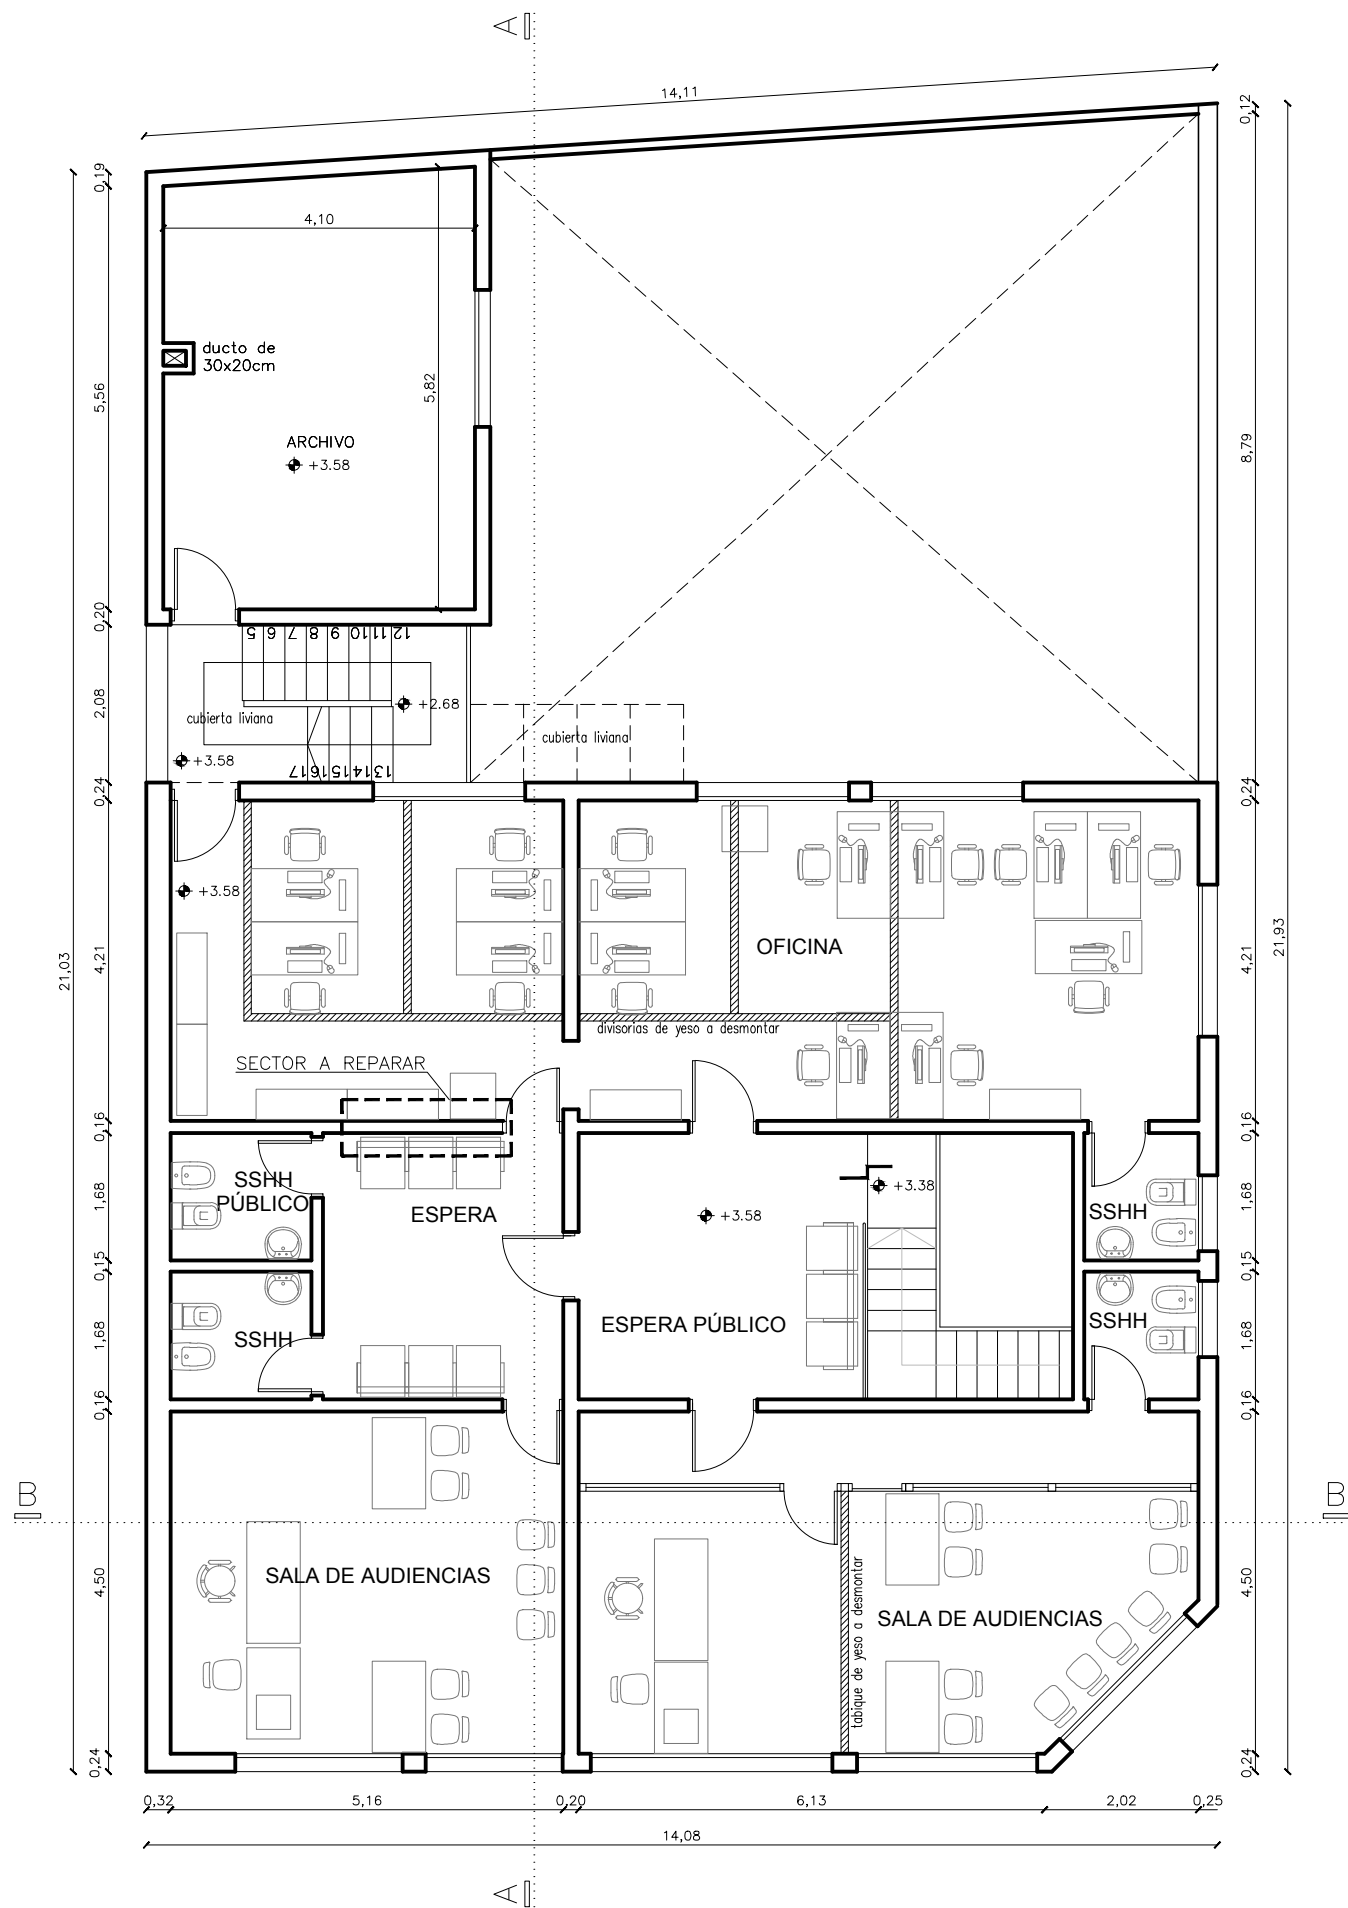 A
14,11
0,12
0,19
4,10
ducto de
30x20cm
5,82
5,56
8,79
ARCHIVO
+3.58
0,20
5 6 7 8 9 10 11 12
2,08
+2.68
cubierta liviana
cubierta liviana
+3.58
17 16 15 14 13
0,24
0,24
+3.58
OFICINA
4,21
4,21
21,03
21,93
divisorias de yeso a desmontar
SECTOR A REPARAR
0,16
0,16
SSHH
PÚBLICO
ESPERA
+3.38
+3.58
SSHH
1,68
1,68
0,15
0,15
SSHH
ESPERA PÚBLICO
SSHH
1,68
1,68
0,16
0,16
B
B
SALA DE AUDIENCIAS
tabique de yeso a desmontar
SALA DE AUDIENCIAS
4,50
4,50
0,24
0,24
0,32
5,16
0,20
6,13
2,02
0,25
14,08
A